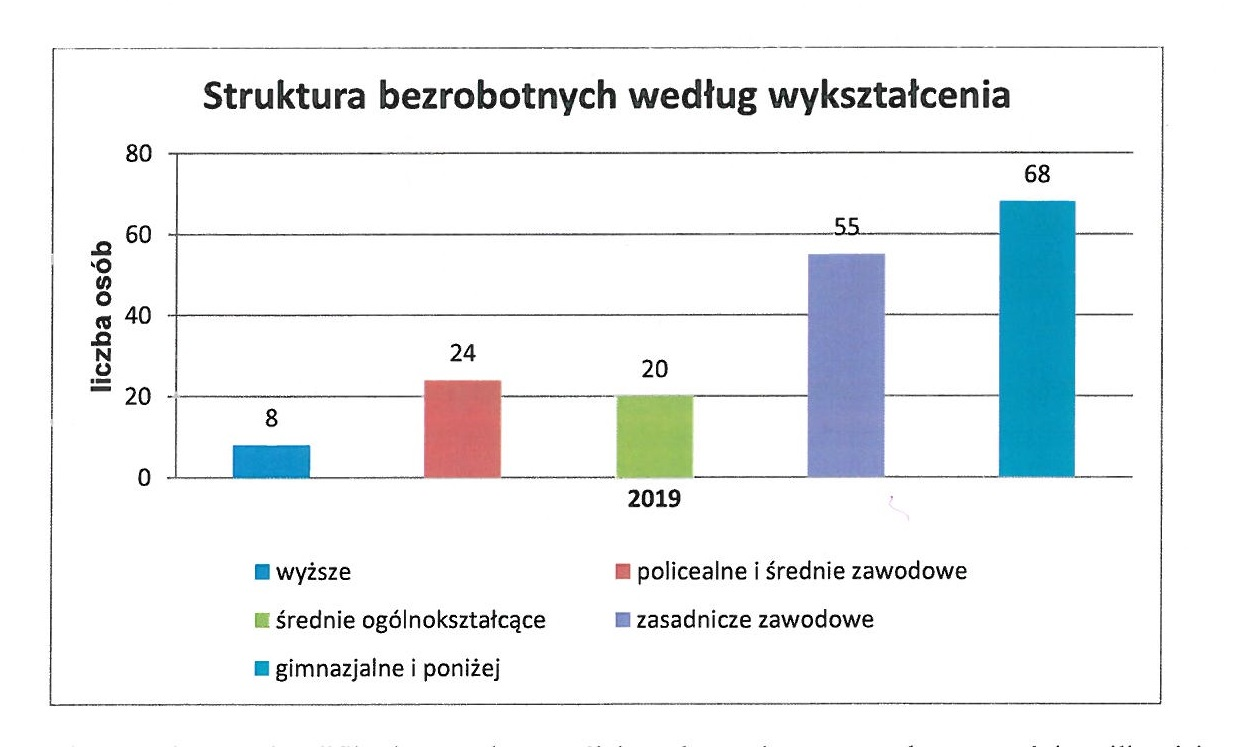 Struktura bezrobotnych według wykształcenia
liczba osób
80
60
40
20
0
8
24
20
55
68
2019
wyższe
policealne i średnie zawodowe
średnie ogólnokształcące
zasadnicze zawodowe
gimnazjalne i poniżej